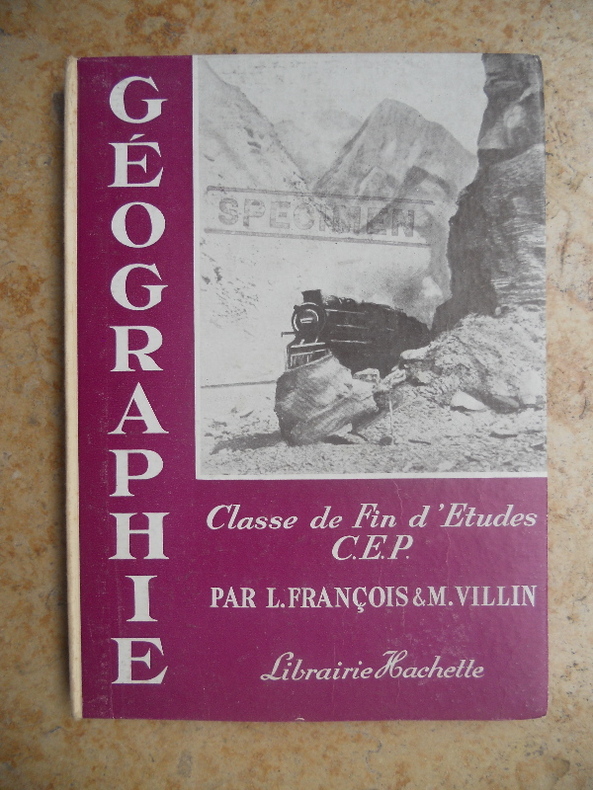 GÉOGRAPHIE
SPECIMEN
Classe de Fin d'Etudes
C.E.P.
PAR L.FRANÇOIS & M.VILLIN
Librairie Hachette